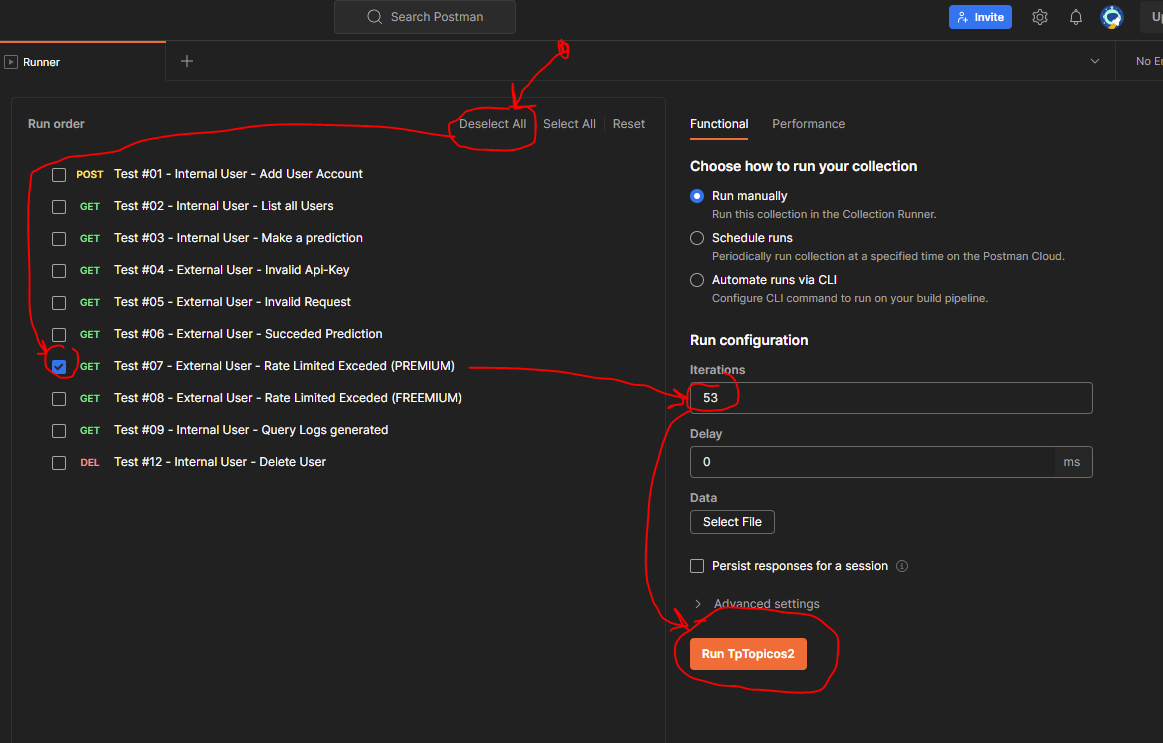 Search Postman
Invite
Up
Runner
No En
Run order
Deselect All Select All Reset
POST Test #01 - Internal User - Add User Account
GET Test #02 - Internal User - List all Users
GET Test #03 - Internal User - Make a prediction
GET Test #04 - External User - Invalid Api-Key
GET Test #05 - External User - Invalid Request
GET Test #06 - External User - Succeded Prediction
GET Test #07 - External User - Rate Limited Exceded (PREMIUM)
GET Test #08 - External User - Rate Limited Exceded (FREEMIUM)
GET Test #09 - Internal User - Query Logs generated
DEL Test #12 - Internal User - Delete User
Functional Performance
Choose how to run your collection
Run manually
Run this collection in the Collection Runner.
Schedule runs
Periodically run collection at a specified time on the Postman Cloud.
Automate runs via CLI
Configure CLI command to run on your build pipeline.
Run configuration
Iterations
53
Delay
0 ms
Data
Select File
Persist responses for a session
Advanced settings
Run TpTopicos2